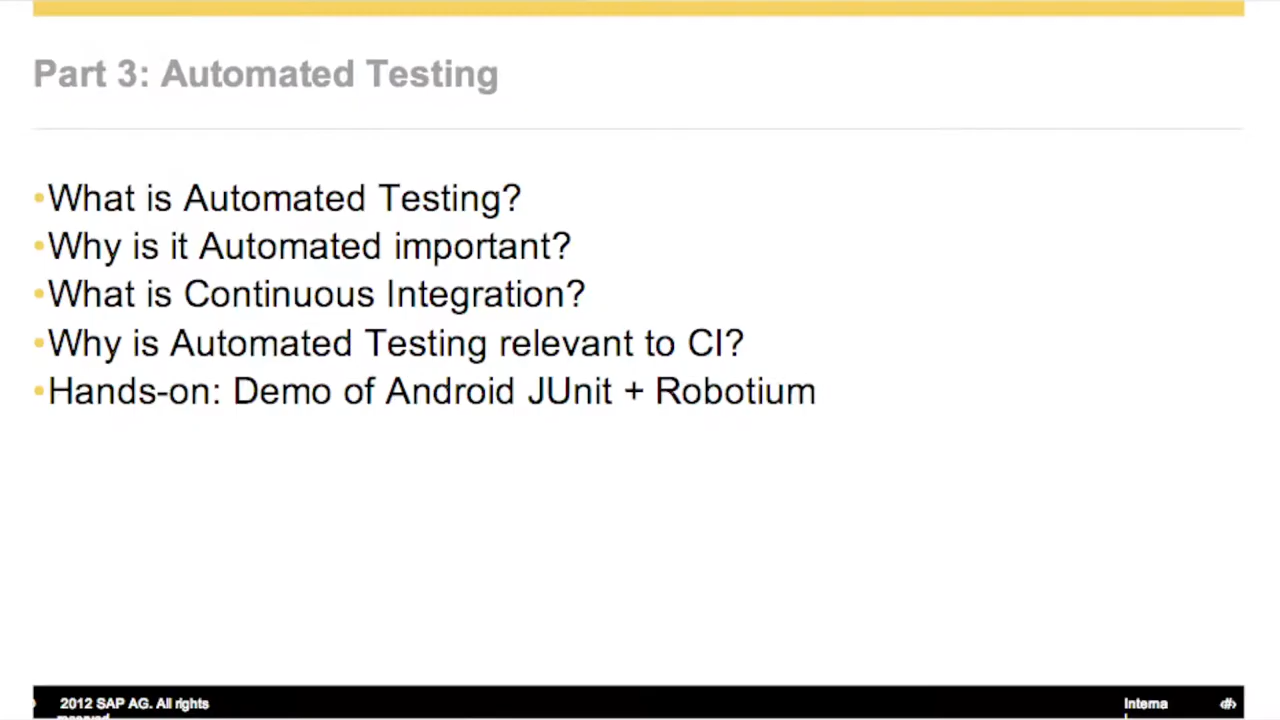 Part 3: Automated Testing
•What is Automated Testing?
•Why is it Automated important?
•What is Continuous Integration?
•Why is Automated Testing relevant to CI?
•Hands-on: Demo of Android JUnit + Robotium
2012 SAP AG. All rights
reserved
Interna
l
‹#›